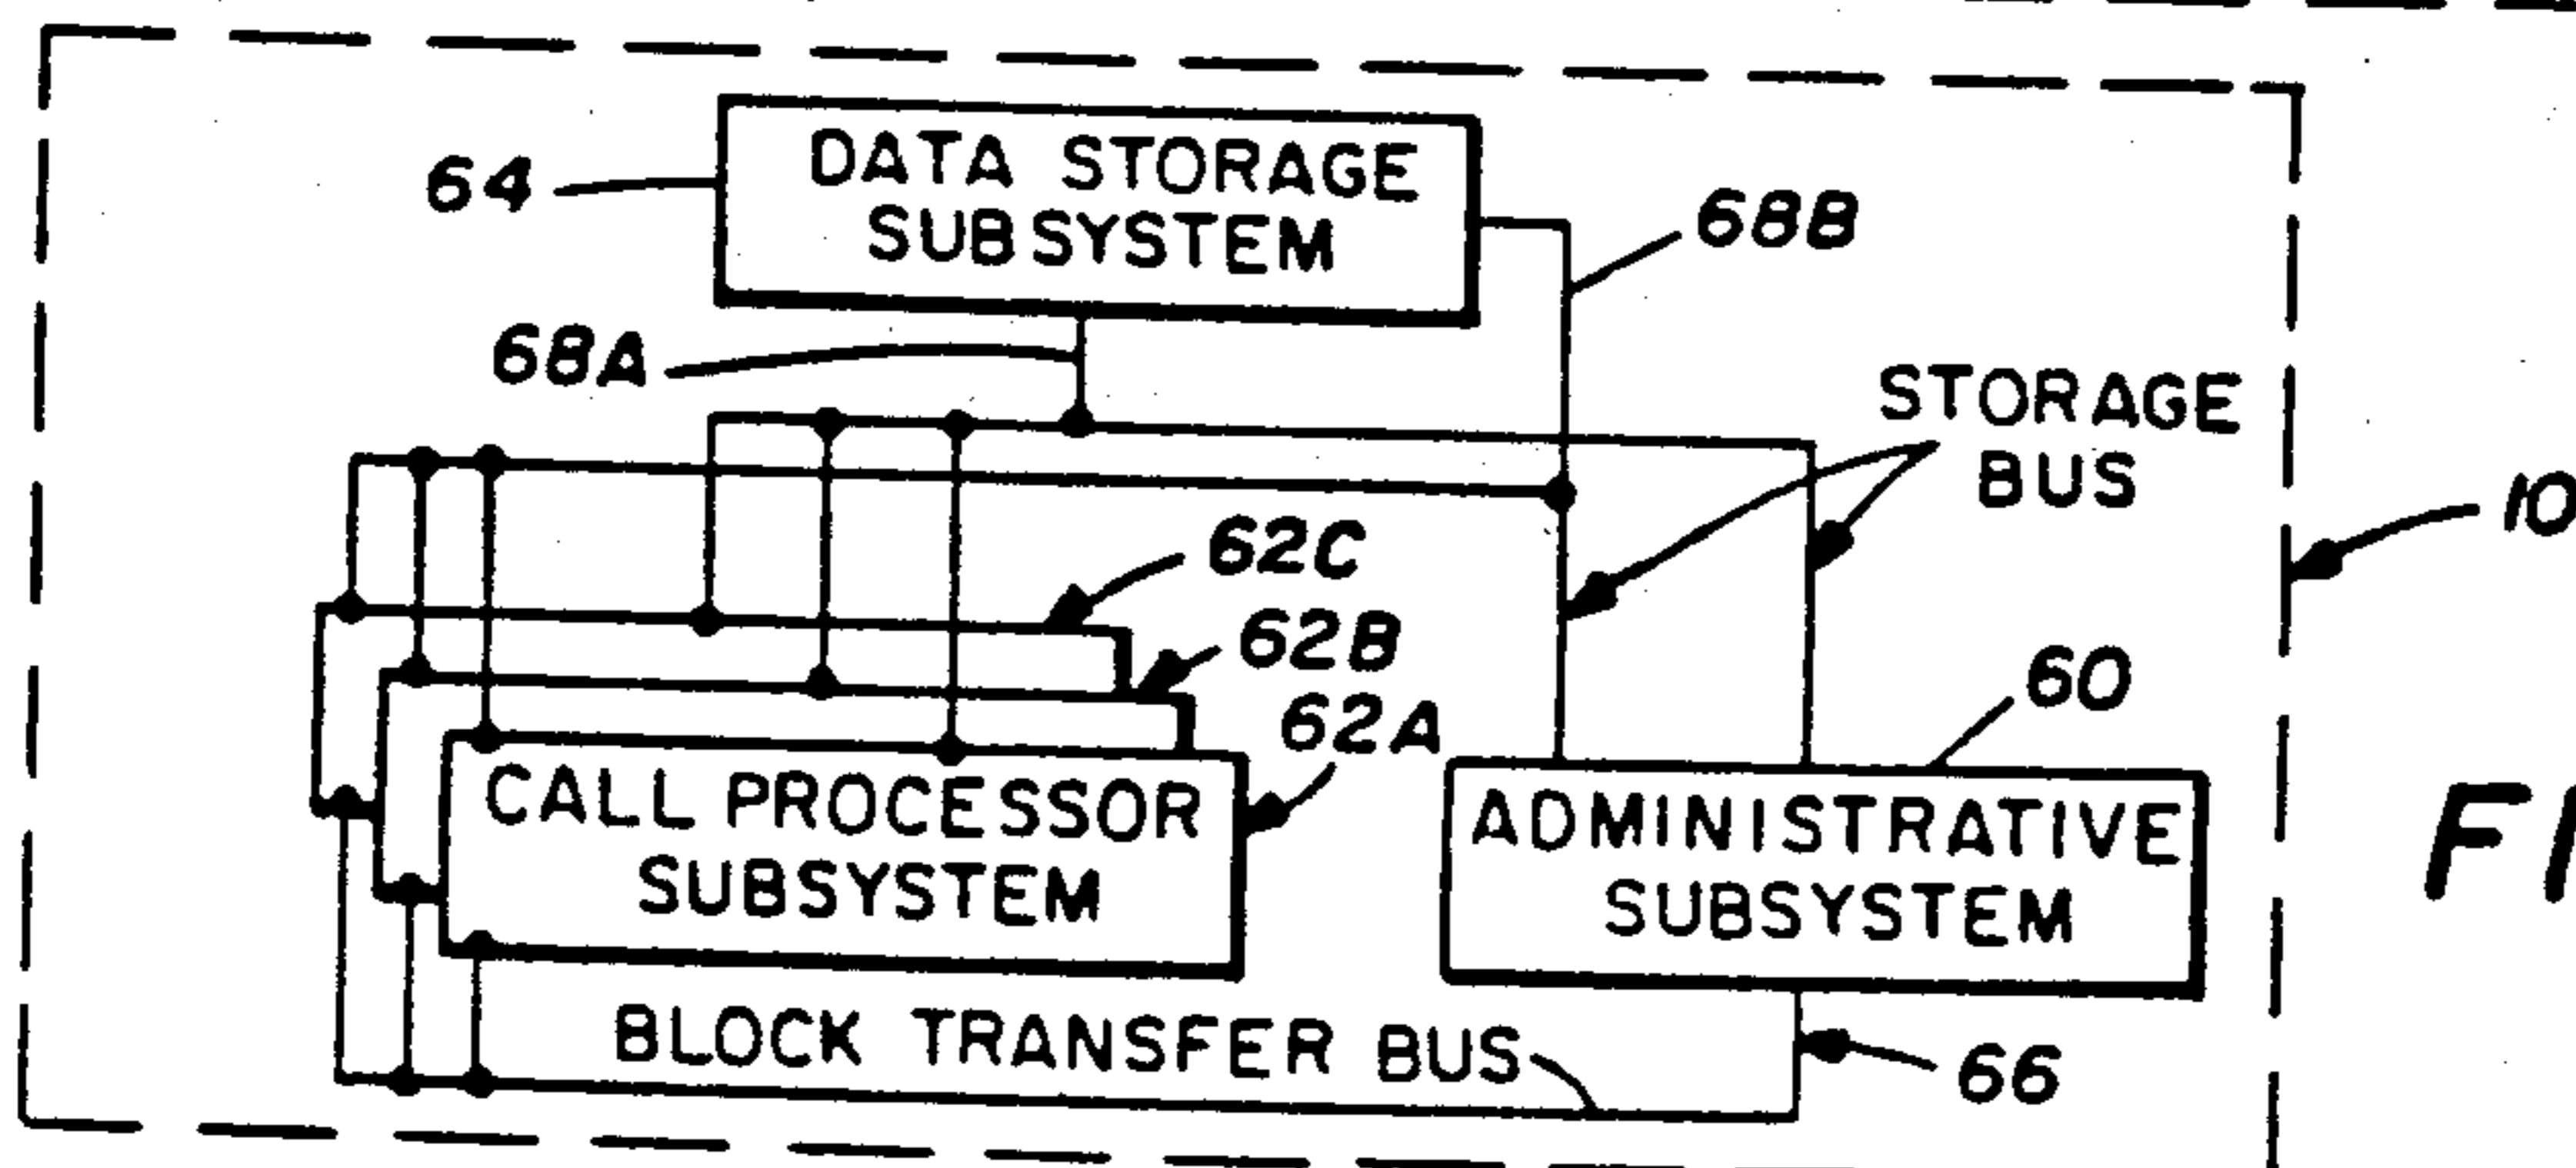 DATA STORAGE
SUBSYSTEM
64
68B
68A
STORAGE
BUS
10
62C
62B
62A
60
CALL PROCESSOR
SUBSYSTEM
ADMINISTRATIVE
SUBSYSTEM
BLOCK TRANSFER BUS
66